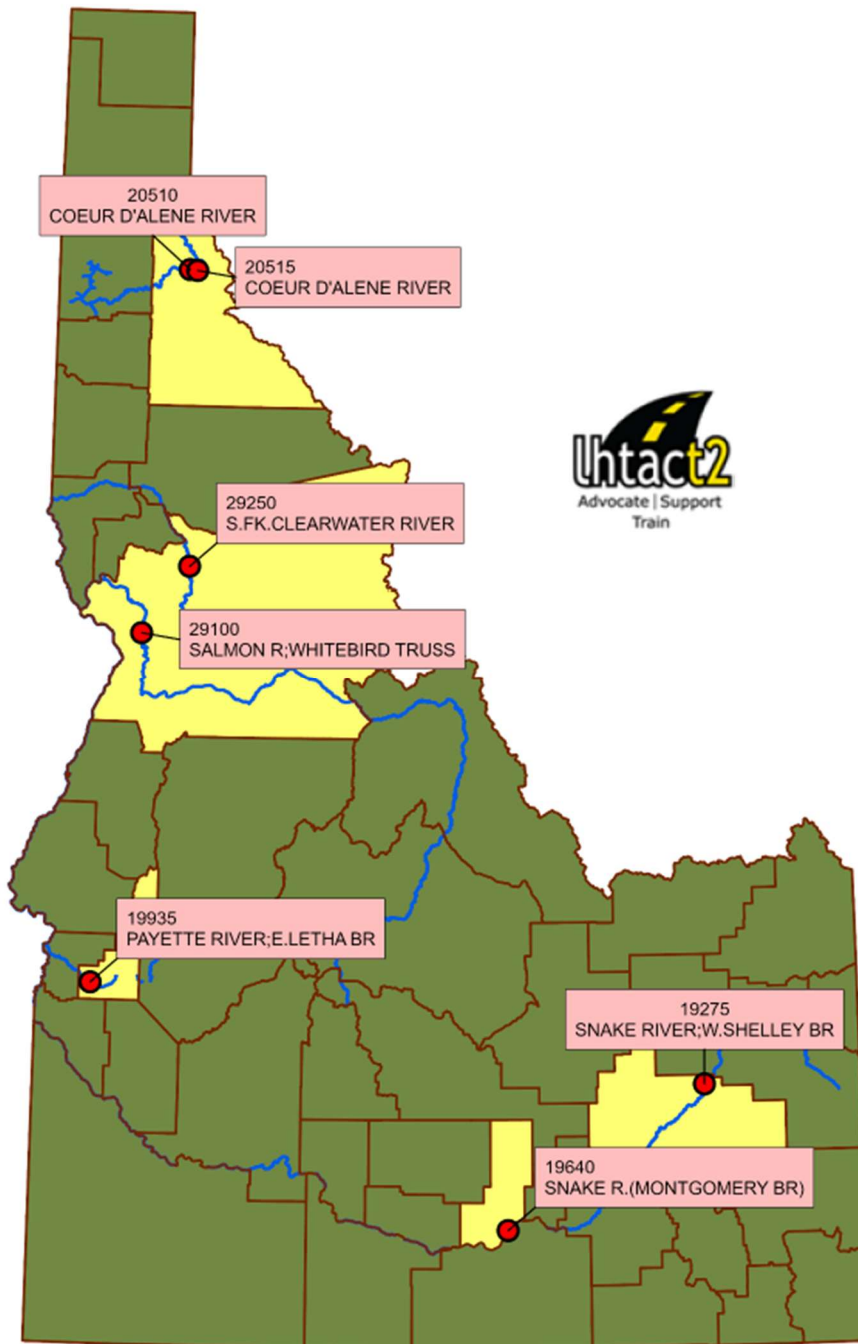 20510
COEUR D'ALENE RIVER
20515
COEUR D'ALENE RIVER
lhtact2
Advocate | Support
Train
29250
S.FK.CLEARWATER RIVER
29100
SALMON R;WHITEBIRD TRUSS
19935
PAYETTE RIVER;E.LETHA BR
19275
SNAKE RIVER;W.SHELLEY BR
19640
SNAKE R.(MONTGOMERY BR)